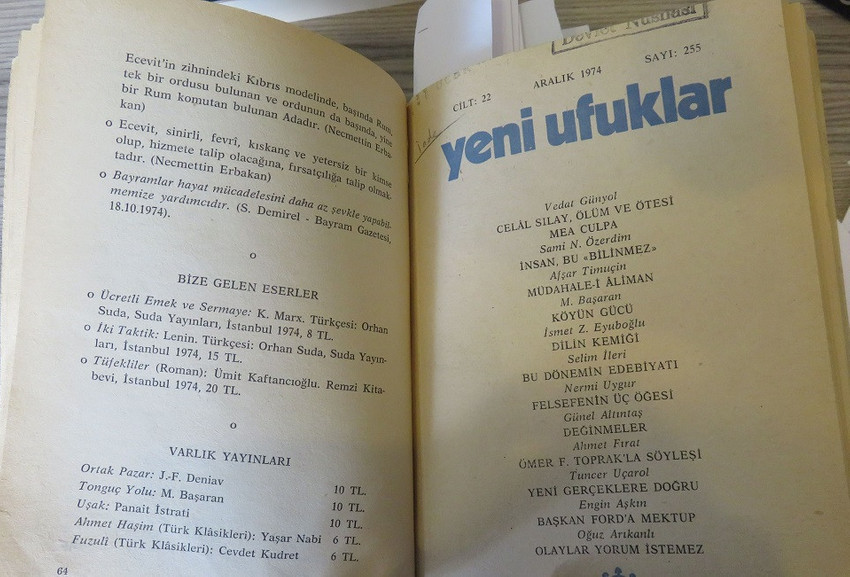 Ecevit'in zihnindeki Kıbrıs modelinde, başında Rum,
tek bir ordusu bulunan ve ordunun da başında, yine
bir Rum komutan bulunan Adadır. (Necmettin Erba-
kan)
o Ecevit, sinirli, fevrî, kıskanç ve yetersiz bir kimse
olup, hizmete talip olacağına, fırsatçılığa talip olmak-
tadır. (Necmettin Erbakan)
o Bayramlar hayat mücadelesini daha az şevkle yapabil-
memize yardımcıdır. (S. Demirel - Bayram Gazetesi,
18.10.1974).
o
BİZE GELEN ESERLER
o Ücretli Emek ve Sermaye: K. Marx. Türkçesi: Orhan
Suda, Suda Yayınları, İstanbul 1974, 8 TL.
o İki Taktik: Lenin. Türkçesi: Orhan Suda, Suda Yayın-
ları, İstanbul 1974, 15 TL.
o Tüfekliler (Roman): Ümit Kaftancıoğlu. Remzi Kita-
bevi, İstanbul 1974, 20 TL.
o
VARLIK YAYINLARI
Ortak Pazar: J.-F. Deniav 10 TL.
Tonguç Yolu: M. Başaran 10 TL.
Uşak: Panait İstrati 10 TL.
Ahmet Haşim (Türk Klâsikleri): Yaşar Nabi 6 TL.
Fuzulî (Türk Klâsikleri): Cevdet Kudret 6 TL.
64
Devlet Nüshası
CİLT: 22 ARALIK 1974 SAYI: 255
yeni ufuklar
Vedat Günyol
CELÂL SILAY, ÖLÜM VE ÖTESİ
MEA CULPA
Sami N. Özerdim
İNSAN, BU «BİLİNMEZ»
Afşar Timuçin
MÜDAHALE-İ ÂLİMAN
M. Başaran
KÖYÜN GÜCÜ
İsmet Z. Eyuboğlu
DİLİN KEMİĞİ
Selim İleri
BU DÖNEMİN EDEBİYATI
Nermi Uygur
FELSEFENİN ÜÇ ÖĞESİ
Günel Altıntaş
DEĞİNMELER
Ahmet Fırat
ÖMER F. TOPRAK'LA SÖYLEŞİ
Tuncer Uçarol
YENİ GERÇEKLERE DOĞRU
Engin Aşkın
BAŞKAN FORD'A MEKTUP
Oğuz Arıkanlı
OLAYLAR YORUM İSTEMEZ